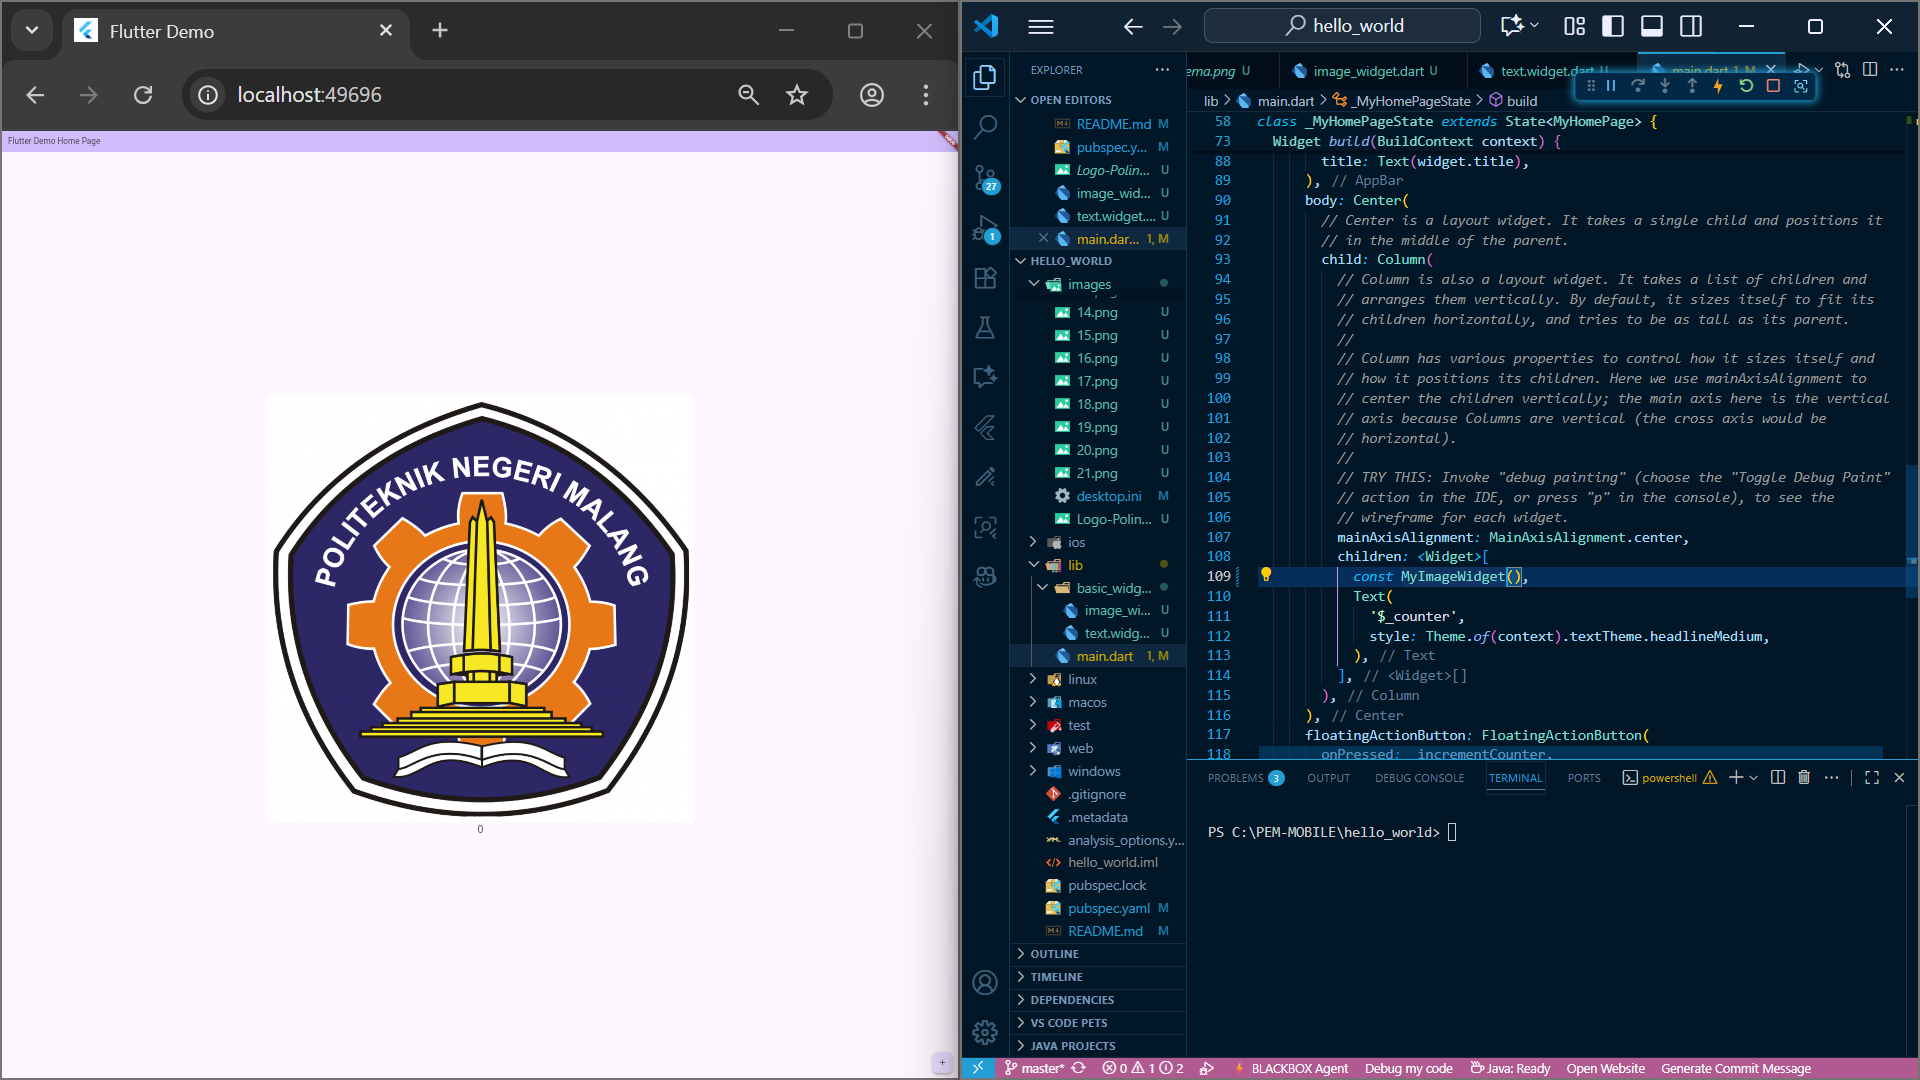 Flutter Demo
localhost:49696
Flutter Demo Home Page
POLITEKNIK NEGERI MALANG
0
+
hello_world
EXPLORER
OPEN EDITORS
README.md M
pubspec.y... M
Logo-Polin... U
image_wid... U
text.widget.... U
main.dar... 1, M
HELLO_WORLD
images
14.png U
15.png U
16.png U
17.png U
18.png U
19.png U
20.png U
21.png U
desktop.ini M
Logo-Polin... U
ios
lib
basic_widg...
image_wi... U
text.widg... U
main.dart 1, M
linux
macos
test
web
windows
.gitignore
.metadata
analysis_options.y...
hello_world.iml
pubspec.lock
pubspec.yaml M
README.md M
OUTLINE
TIMELINE
DEPENDENCIES
VS CODE PETS
JAVA PROJECTS
27
1
ema.png U
image_widget.dart U
text.widget.dart U
main.dart 1, M
lib > main.dart > _MyHomePageState > build
58 class _MyHomePageState extends State<MyHomePage> {
73 Widget build(BuildContext context) {
88 title: Text(widget.title),
89 ), // AppBar
90 body: Center(
91 // Center is a layout widget. It takes a single child and positions it
92 // in the middle of the parent.
93 child: Column(
94 // Column is also a layout widget. It takes a list of children and
95 // arranges them vertically. By default, it sizes itself to fit its
96 // children horizontally, and tries to be as tall as its parent.
97 //
98 // Column has various properties to control how it sizes itself and
99 // how it positions its children. Here we use mainAxisAlignment to
100 // center the children vertically; the main axis here is the vertical
101 // axis because Columns are vertical (the cross axis would be
102 // horizontal).
103 //
104 // TRY THIS: Invoke "debug painting" (choose the "Toggle Debug Paint"
105 // action in the IDE, or press "p" in the console), to see the
106 // wireframe for each widget.
107 mainAxisAlignment: MainAxisAlignment.center,
108 children: <Widget>[
109 const MyImageWidget(),
110 Text(
111 '$_counter',
112 style: Theme.of(context).textTheme.headlineMedium,
113 ), // Text
114 ], // <Widget>[]
115 ), // Column
116 ), // Center
117 floatingActionButton: FloatingActionButton(
118 onPressed: _incrementCounter,
PROBLEMS 3 OUTPUT DEBUG CONSOLE TERMINAL PORTS powershell
PS C:\PEM-MOBILE\hello_world>
master* 0 1 2 BLACKBOX Agent Debug my code Java: Ready Open Website Generate Commit Message